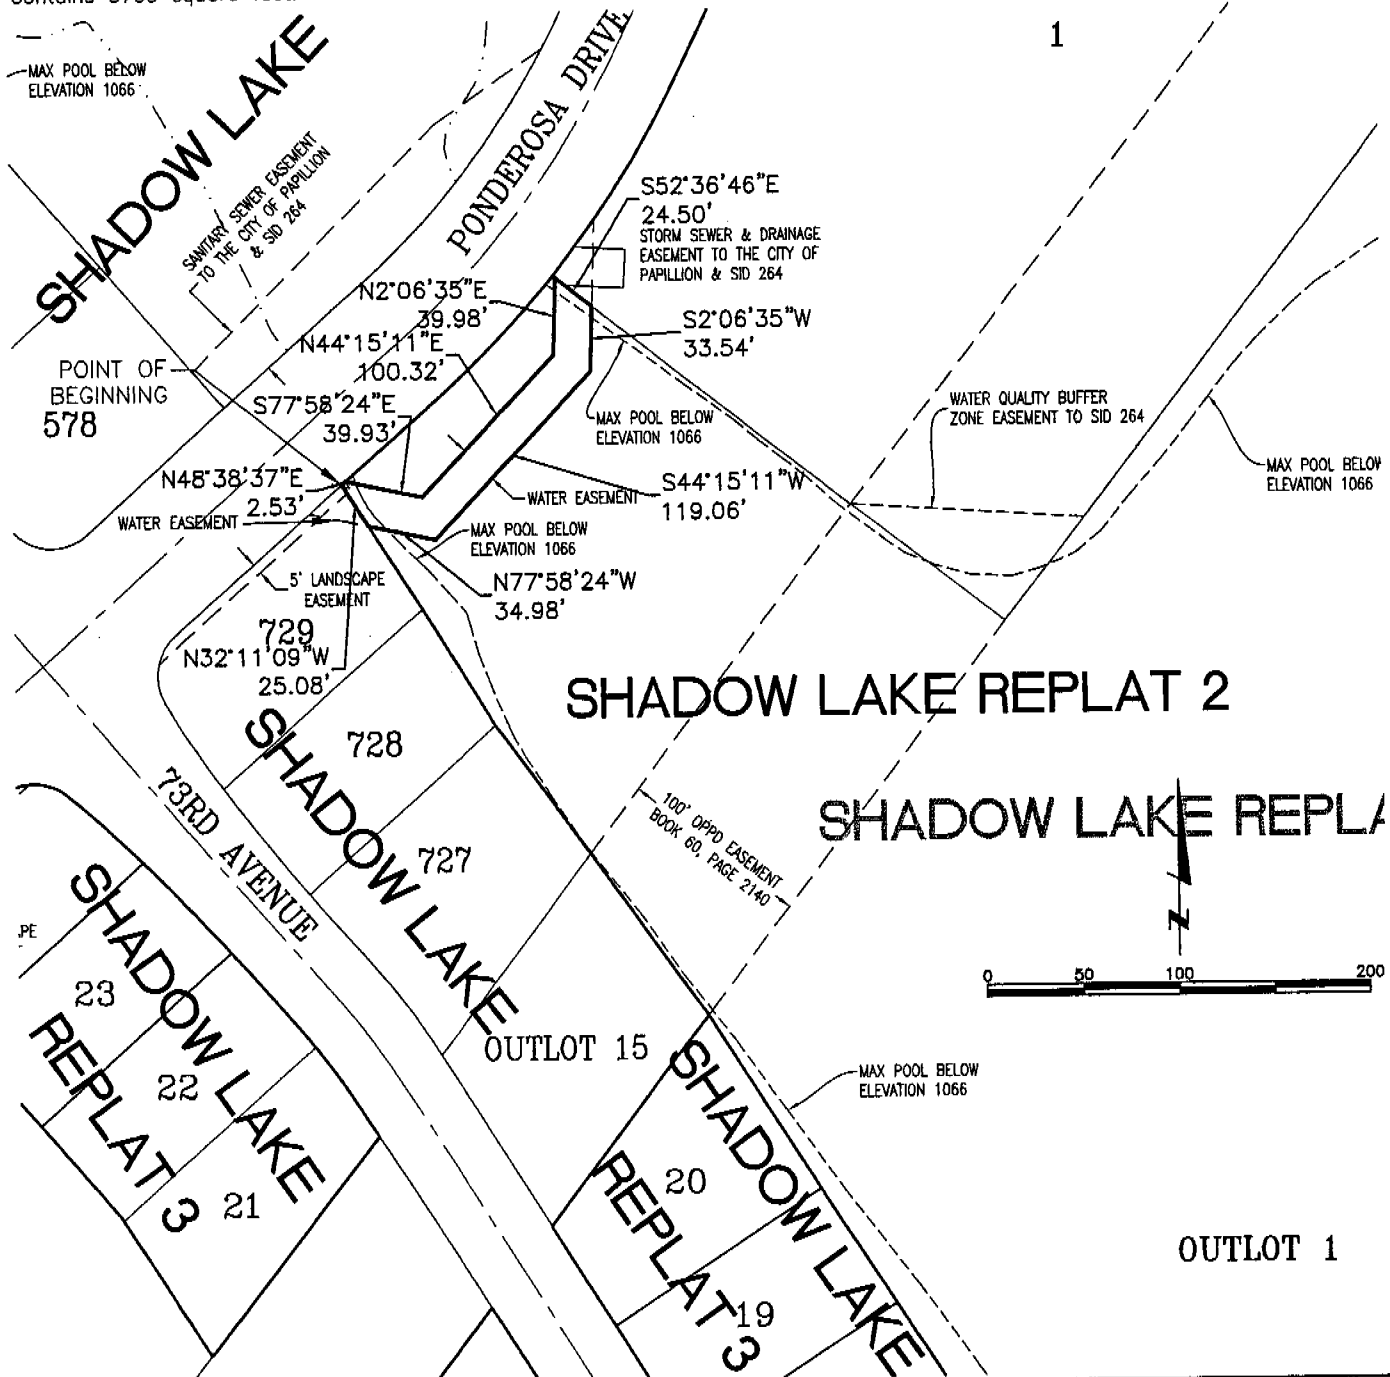 1
MAX POOL BELOW
ELEVATION 1066
SHADOW LAKE
PONDEROSA DRIVE
SANITARY SEWER EASEMENT
TO THE CITY OF PAPILLION
& SID 264
S52°36'46"E
24.50'
STORM SEWER & DRAINAGE
EASEMENT TO THE CITY OF
PAPILLION & SID 264
N2°06'35"E
39.98'
S2°06'35"W
33.54'
N44°15'11"E
100.32'
POINT OF
BEGINNING
578
S77°58'24"E
39.93'
MAX POOL BELOW
ELEVATION 1066
WATER QUALITY BUFFER
ZONE EASEMENT TO SID 264
MAX POOL BELOW
ELEVATION 1066
N48°38'37"E
2.53'
WATER EASEMENT
S44°15'11"W
119.06'
WATER EASEMENT
MAX POOL BELOW
ELEVATION 1066
5' LANDSCAPE
EASEMENT
N77°58'24"W
34.98'
729
N32°11'09"W
25.08'
SHADOW LAKE REPLAT 2
728
SHADOW LAKE
73RD AVENUE
727
100' OPPD EASEMENT
BOOK 60, PAGE 2140
SHADOW LAKE REPLA
N
0 50 100 200
PE
SHADOW LAKE
REPLAT 3
23
22
21
OUTLOT 15
MAX POOL BELOW
ELEVATION 1066
SHADOW LAKE
REPLAT 3
20
19
OUTLOT 1